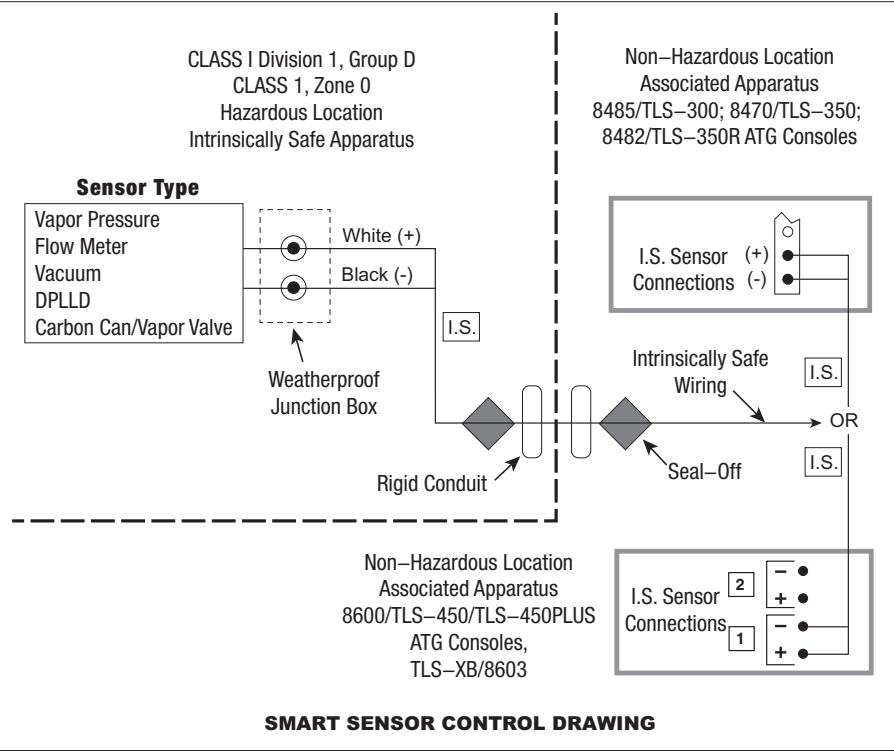 CLASS I Division 1, Group D
CLASS 1, Zone 0
Hazardous Location
Intrinsically Safe Apparatus
Non–Hazardous Location
Associated Apparatus
8485/TLS–300; 8470/TLS–350;
8482/TLS–350R ATG Consoles
Sensor Type
Vapor Pressure
Flow Meter
Vacuum
DPLLD
Carbon Can/Vapor Valve
White (+)
Black (-)
I.S.
Weatherproof
Junction Box
I.S. Sensor
Connections
(+)
(-)
I.S.
Intrinsically Safe
Wiring
OR
I.S.
Rigid Conduit
Seal–Off
Non–Hazardous Location
Associated Apparatus
8600/TLS–450/TLS–450PLUS
ATG Consoles,
TLS–XB/8603
I.S. Sensor
Connections
2
–
+
1
–
+
SMART SENSOR CONTROL DRAWING